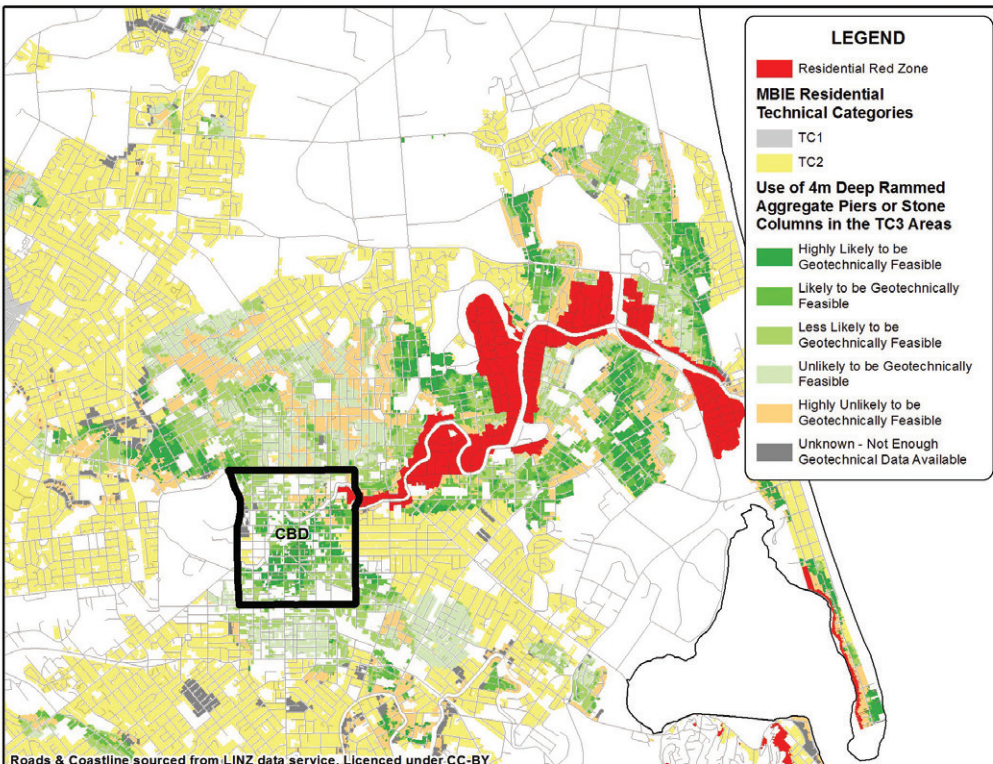 LEGEND
Residential Red Zone
MBIE Residential
Technical Categories
TC1
TC2
Use of 4m Deep Rammed
Aggregate Piers or Stone
Columns in the TC3 Areas
Highly Likely to be
Geotechnically Feasible
Likely to be Geotechnically
Feasible
Less Likely to be
Geotechnically Feasible
Unlikely to be Geotechnically
Feasible
Highly Unlikely to be
Geotechnically Feasible
Unknown - Not Enough
Geotechnical Data Available
CBD
Roads & Coastline sourced from LINZ data service. Licenced under CC-BY